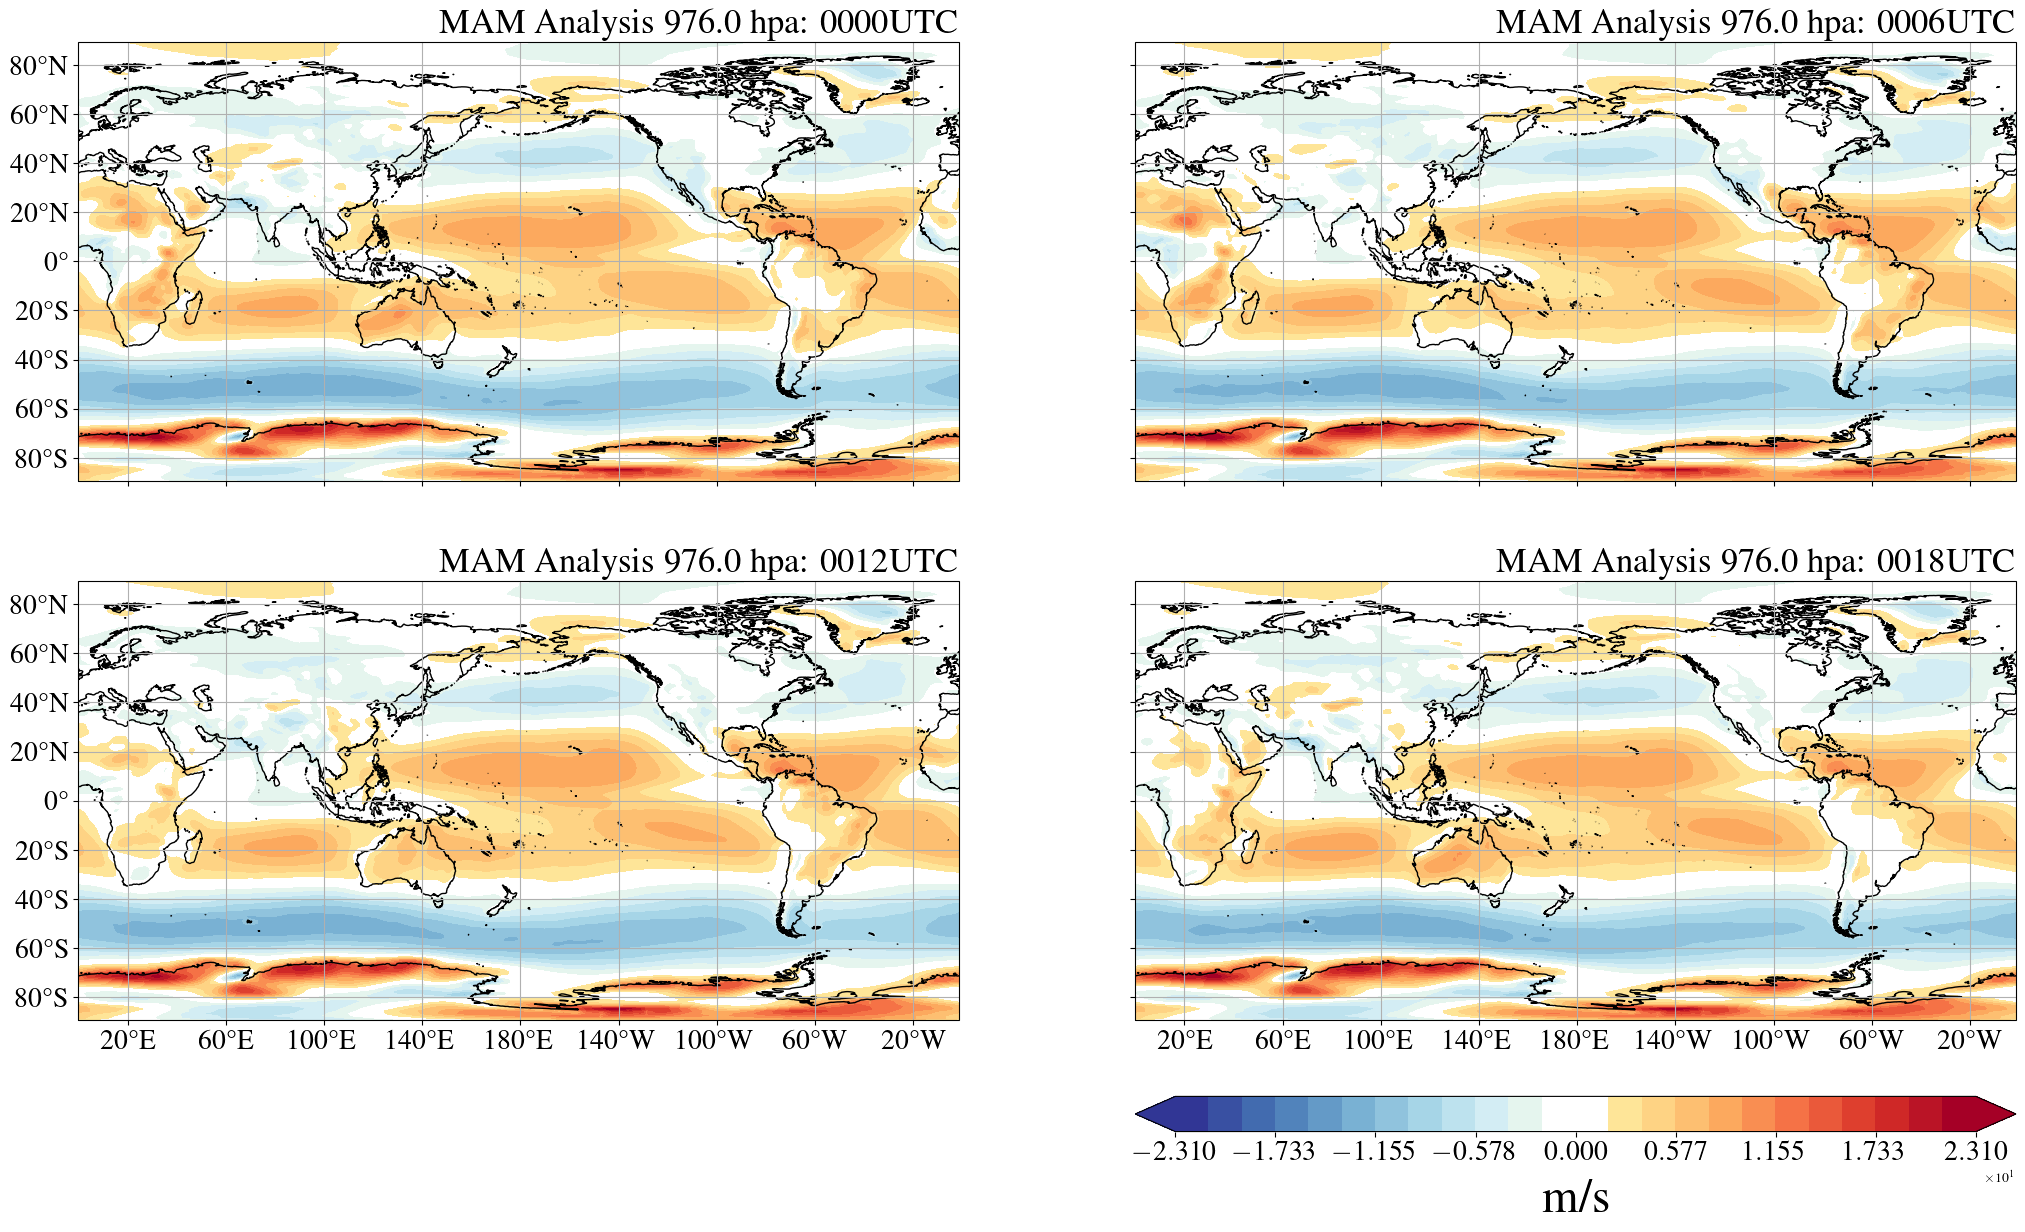 MAM Analysis 976.0 hpa: 0000UTC
MAM Analysis 976.0 hpa: 0006UTC
80°N
60°N
40°N
20°N
0°
20°S
40°S
60°S
80°S
MAM Analysis 976.0 hpa: 0012UTC
MAM Analysis 976.0 hpa: 0018UTC
80°N
60°N
40°N
20°N
0°
20°S
40°S
60°S
80°S
20°E 60°E 100°E 140°E 180°E 140°W 100°W 60°W 20°W
20°E 60°E 100°E 140°E 180°E 140°W 100°W 60°W 20°W
−2.310 −1.733 −1.155 −0.578 0.000 0.577 1.155 1.733 2.310
×10¹
m/s